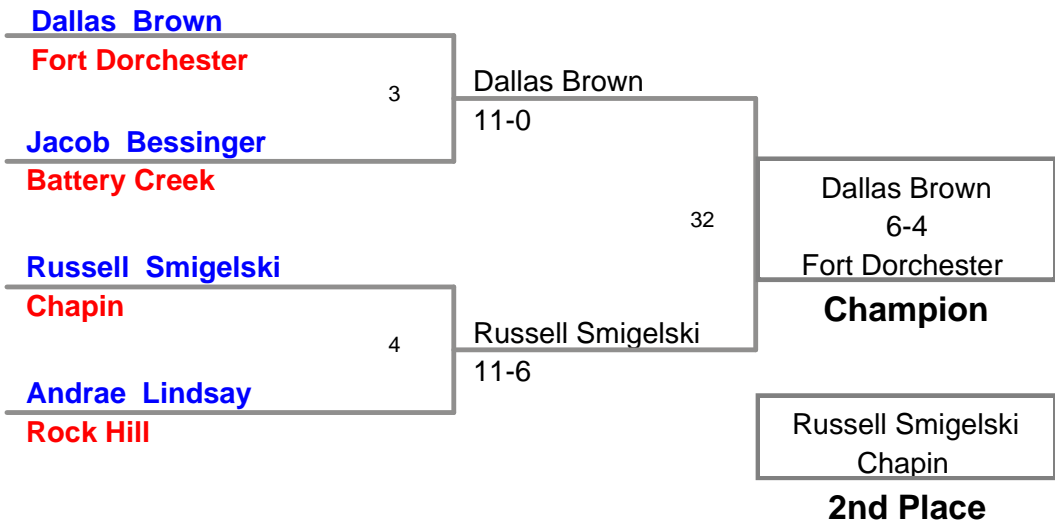 Dallas Brown
Fort Dorchester
3
Jacob Bessinger
Battery Creek
Dallas Brown
11-0
Russell Smigelski
Chapin
4
Andrae Lindsay
Rock Hill
Russell Smigelski
11-6
32
Dallas Brown
6-4
Fort Dorchester
Champion
Russell Smigelski
Chapin
2nd Place